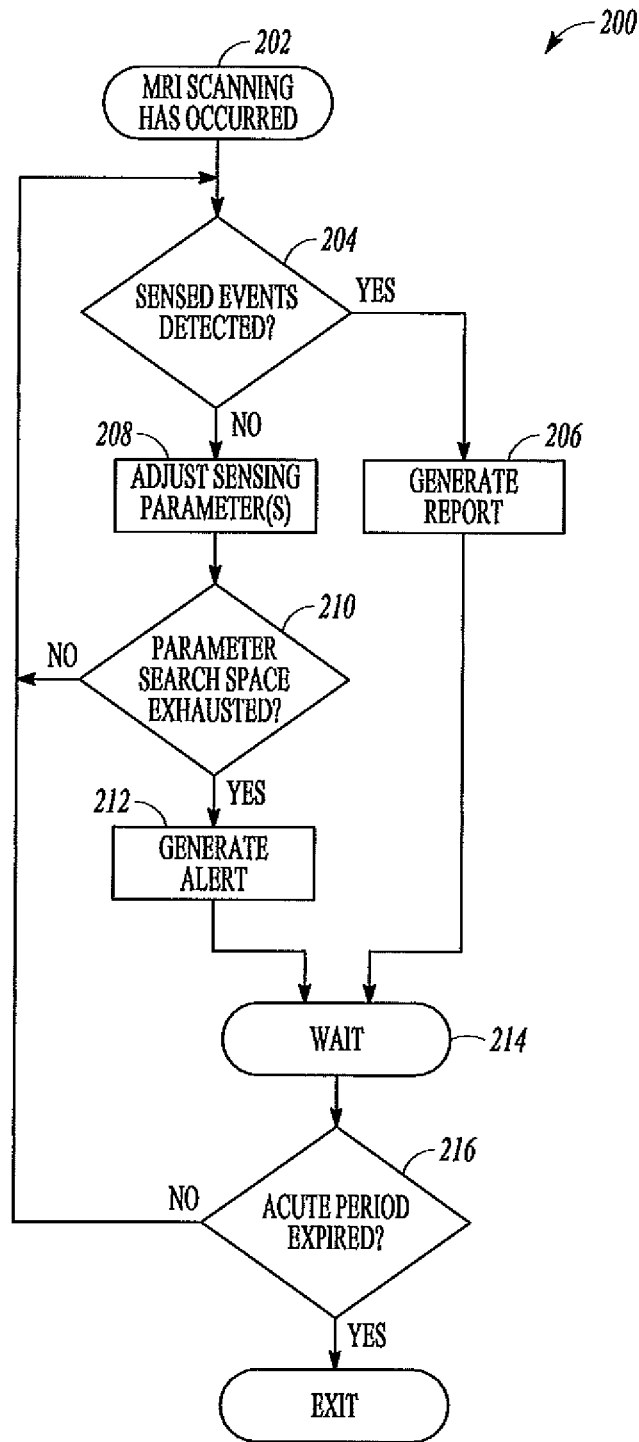 200
202
MRI SCANNING
HAS OCCURRED
204
SENSED EVENTS
DETECTED?
YES
NO
208
ADJUST SENSING
PARAMETER(S)
206
GENERATE
REPORT
210
PARAMETER
SEARCH SPACE
EXHAUSTED?
NO
YES
212
GENERATE
ALERT
WAIT
214
216
ACUTE PERIOD
EXPIRED?
NO
YES
EXIT